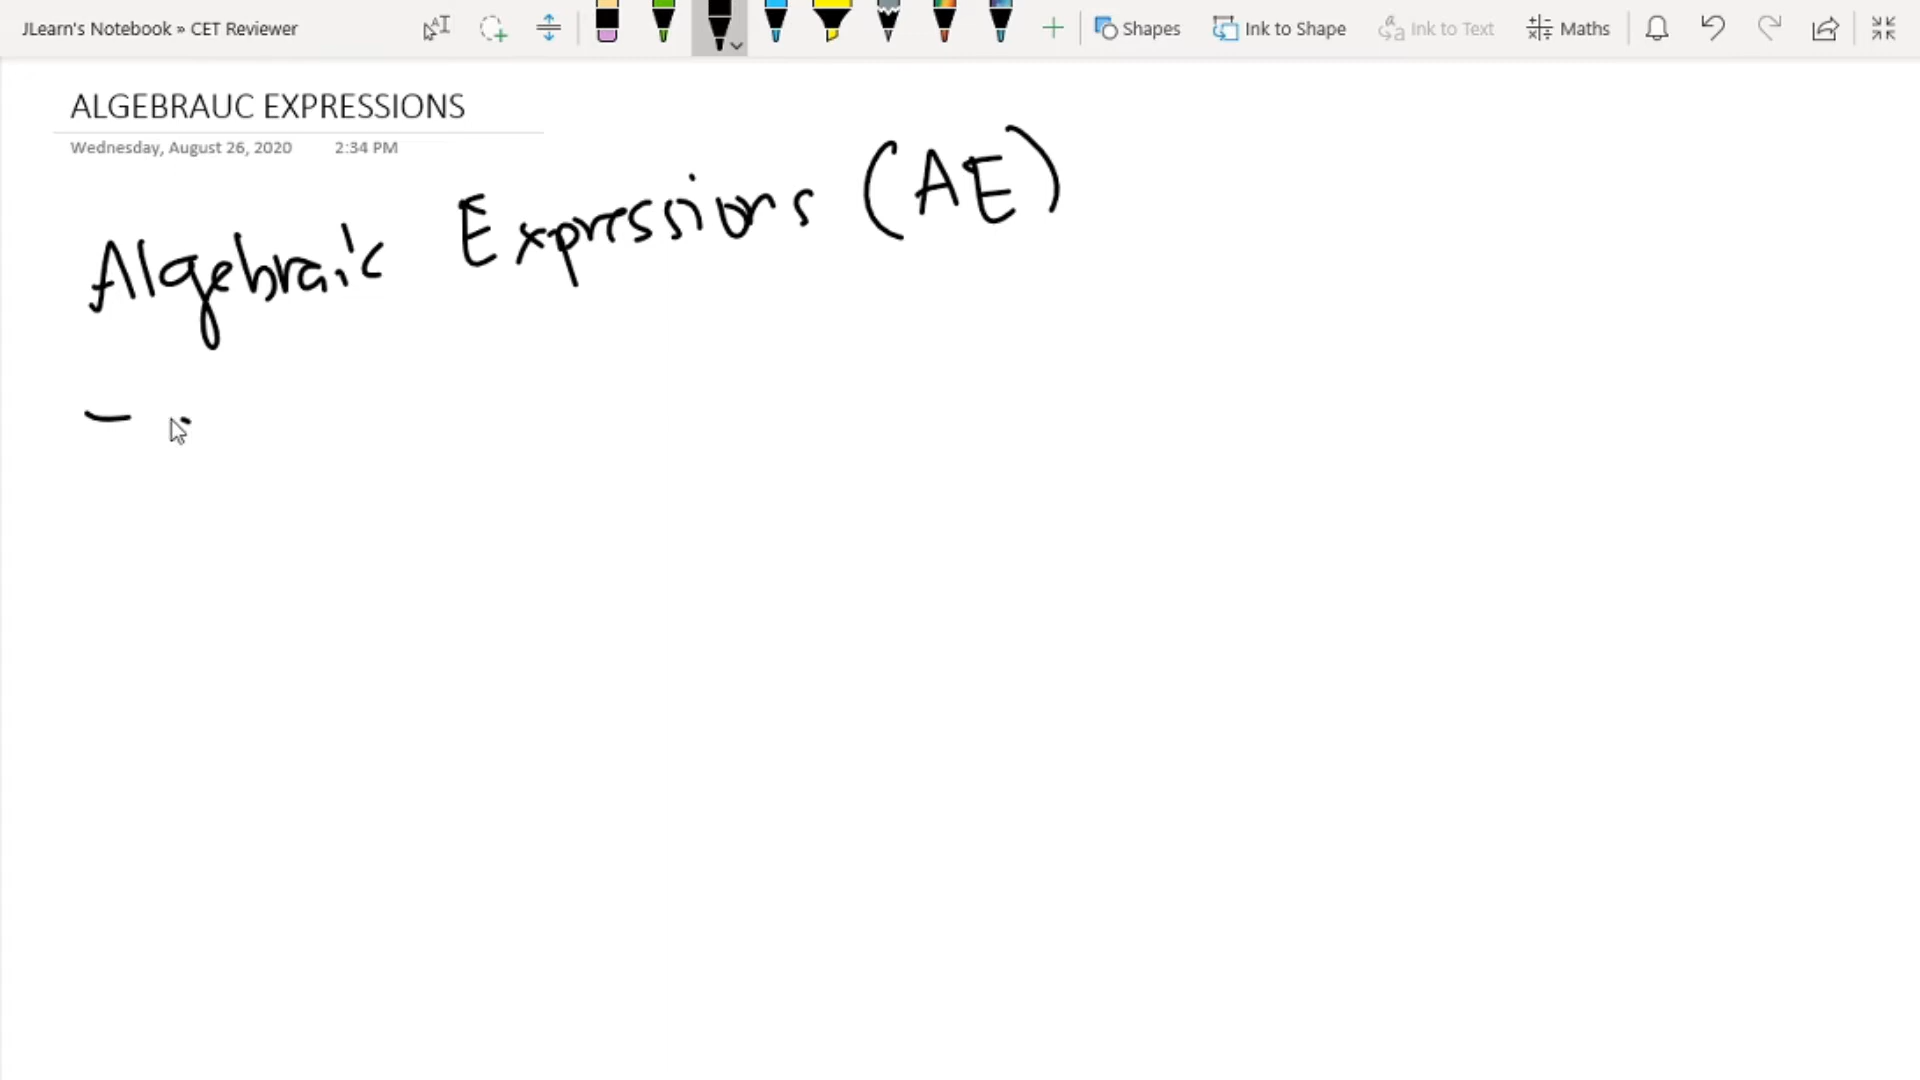 JLearn's Notebook » CET Reviewer Shapes Ink to Shape Ink to Text Maths
ALGEBRAUC EXPRESSIONS
Wednesday, August 26, 2020 2:34 PM
Algebraic Expressions (AE)
-